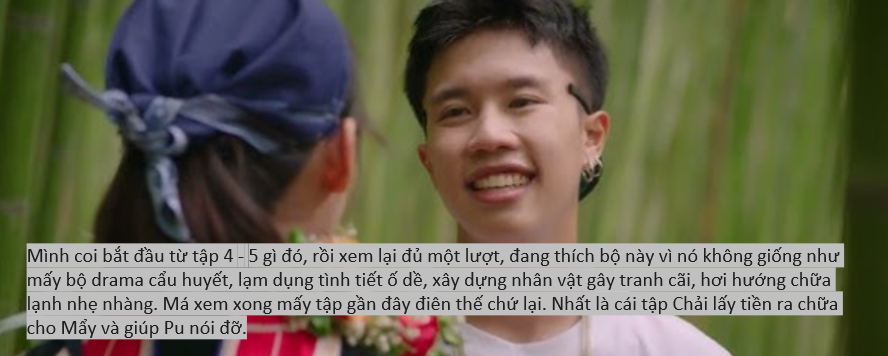 Mình coi bắt đầu từ tập 4 - 5 gì đó, rồi xem lại đủ một lượt, đang thích bộ này vì nó không giống như
mấy bộ drama cẩu huyết, lạm dụng tình tiết ố dề, xây dựng nhân vật gây tranh cãi, hơi hướng chữa
lạnh nhẹ nhàng. Má xem xong mấy tập gần đây điên thế chứ lại. Nhất là cái tập Chải lấy tiền ra chữa
cho Mẩy và giúp Pu nói đỡ.